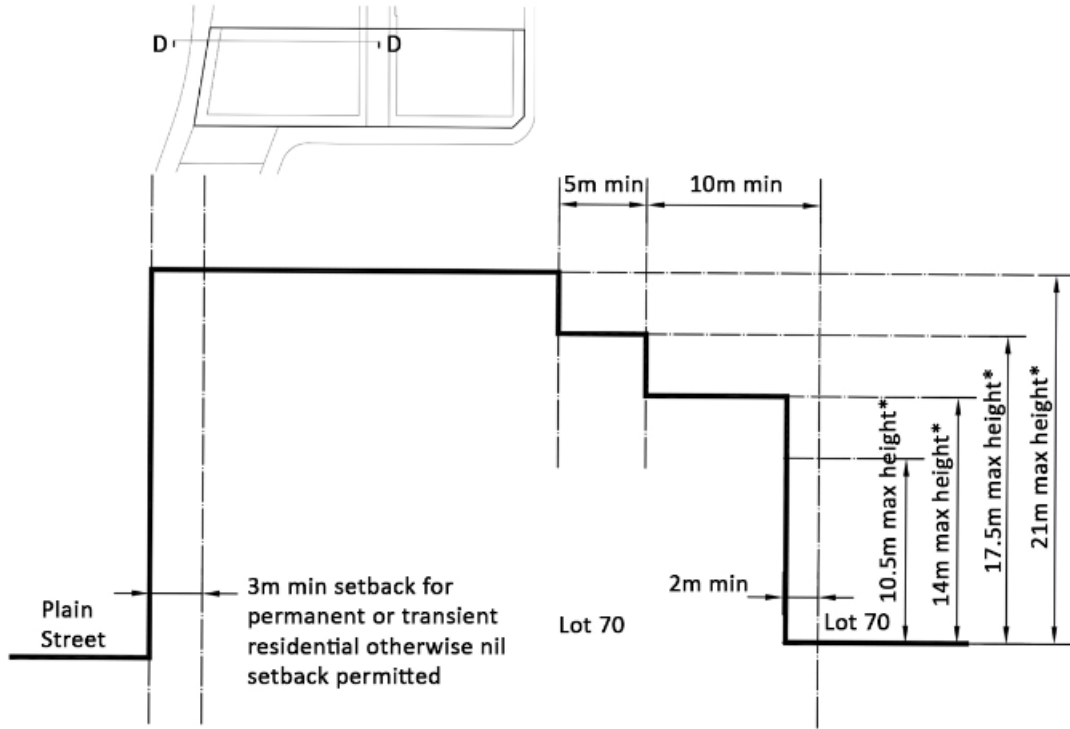 D
D
5m min
10m min
10.5m max height*
14m max height*
17.5m max height*
21m max height*
Plain
Street
3m min setback for
permanent or transient
residential otherwise nil
setback permitted
Lot 70
2m min
Lot 70